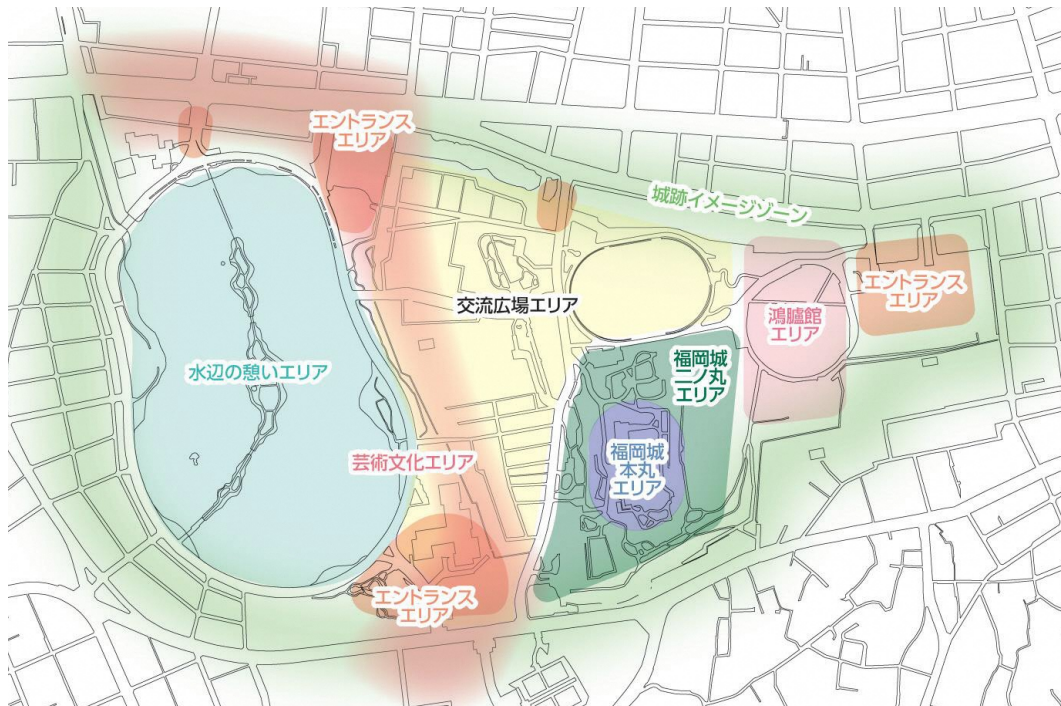 エントランス
エリア
城跡イメージゾーン
エントランス
エリア
交流広場エリア
鴻臚館
エリア
福岡城
二ノ丸
エリア
水辺の憩いエリア
福岡城
本丸
エリア
芸術文化エリア
エントランス
エリア